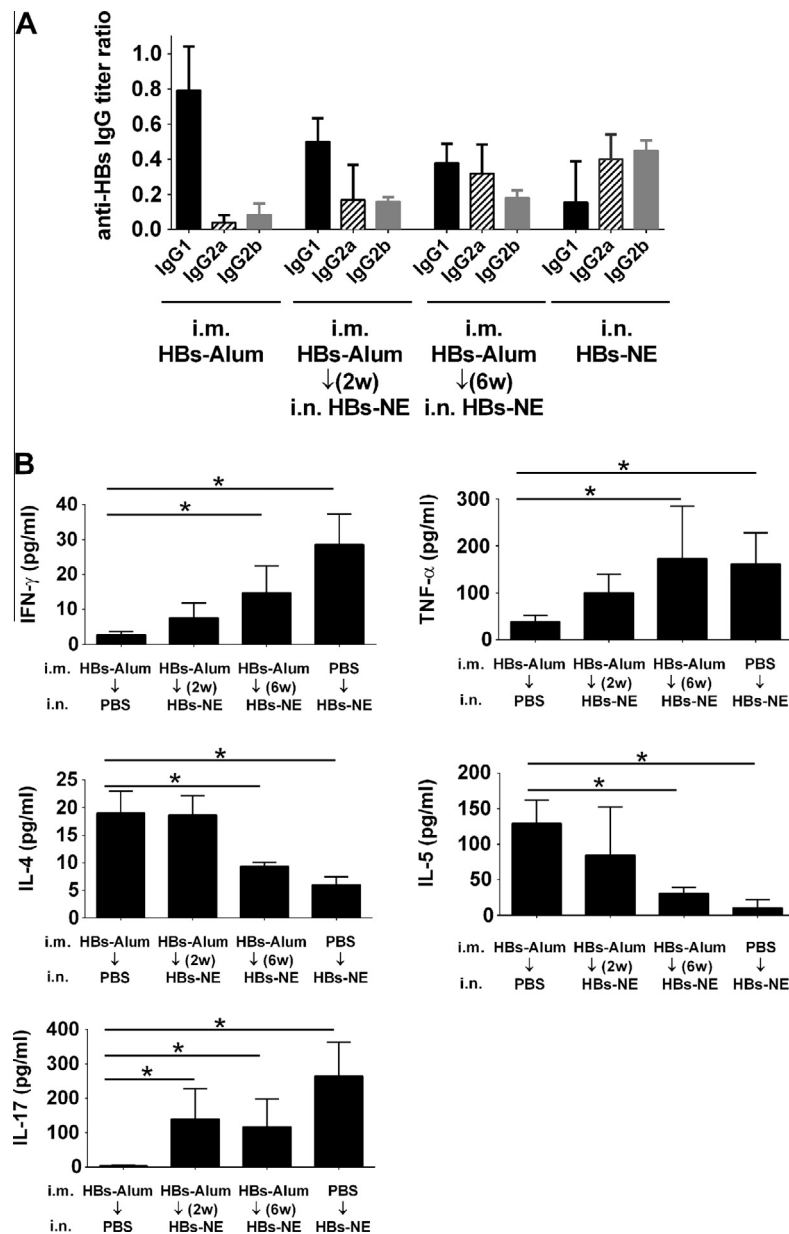 A
anti-HBs IgG titer ratio
1.0
0.8
0.6
0.4
0.2
0.0
IgG1 IgG2a IgG2b IgG1 IgG2a IgG2b IgG1 IgG2a IgG2b IgG1 IgG2a IgG2b
i.m. i.m. i.m. i.n.
HBs-Alum HBs-Alum HBs-Alum HBs-NE
↓(2w) ↓(6w)
i.n. HBs-NE i.n. HBs-NE
B
IFN-γ (pg/ml)
40
30
20
10
0
* *
i.m. HBs-Alum HBs-Alum HBs-Alum PBS
↓ ↓ (2w) ↓ (6w) ↓
i.n. PBS HBs-NE HBs-NE HBs-NE
TNF-α (pg/ml)
300
200
100
0
* *
i.m. HBs-Alum HBs-Alum HBs-Alum PBS
↓ ↓ (2w) ↓ (6w) ↓
i.n. PBS HBs-NE HBs-NE HBs-NE
IL-4 (pg/ml)
25
20
15
10
5
0
* *
i.m. HBs-Alum HBs-Alum HBs-Alum PBS
↓ ↓ (2w) ↓ (6w) ↓
i.n. PBS HBs-NE HBs-NE HBs-NE
IL-5 (pg/ml)
200
150
100
50
0
* *
i.m. HBs-Alum HBs-Alum HBs-Alum PBS
↓ ↓ (2w) ↓ (6w) ↓
i.n. PBS HBs-NE HBs-NE HBs-NE
IL-17 (pg/ml)
400
300
200
100
0
* * *
i.m. HBs-Alum HBs-Alum HBs-Alum PBS
↓ ↓ (2w) ↓ (6w) ↓
i.n. PBS HBs-NE HBs-NE HBs-NE